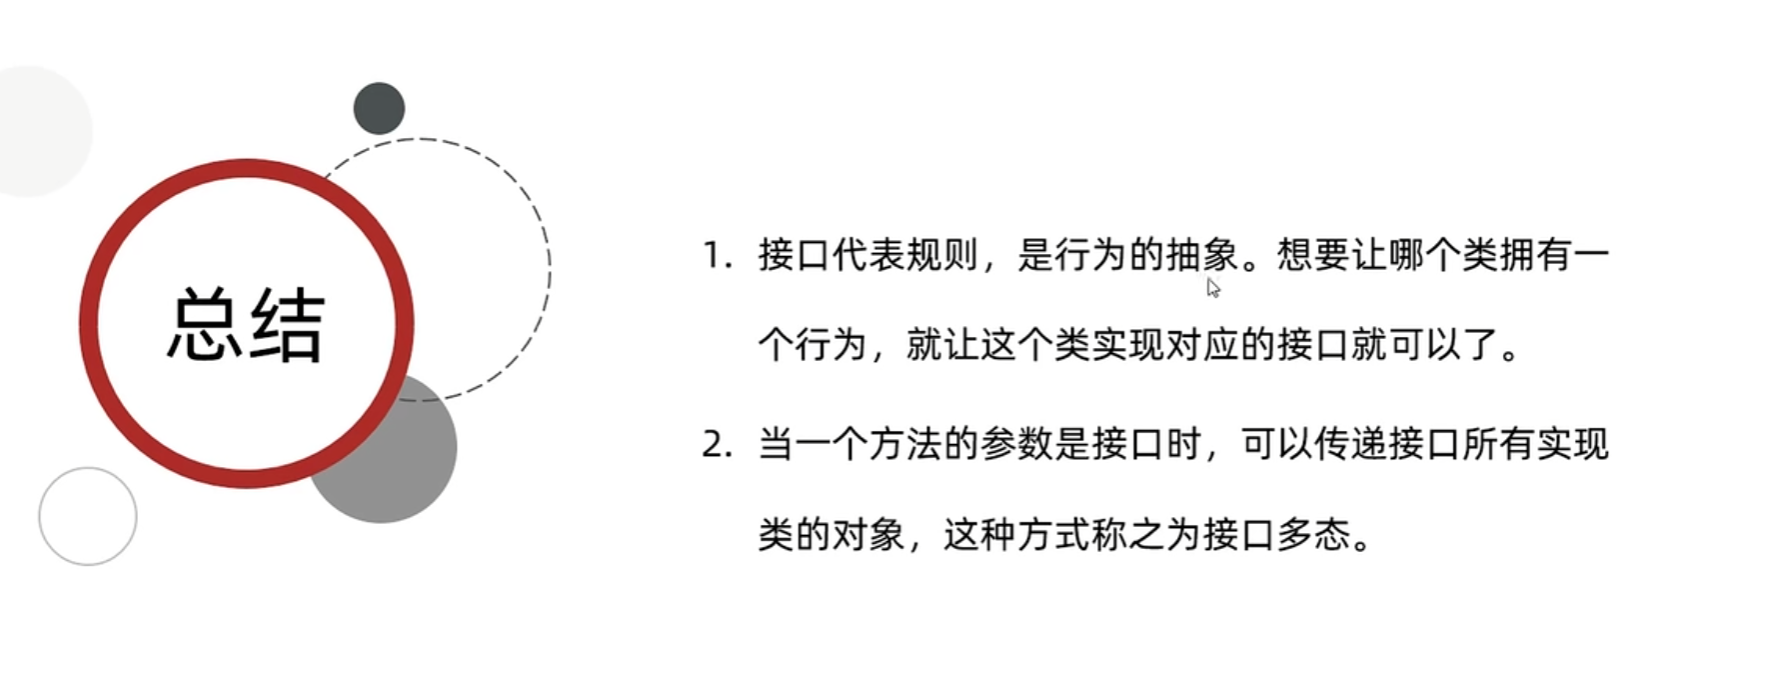 总结
1. 接口代表规则，是行为的抽象。想要让哪个类拥有一
个行为，就让这个类实现对应的接口就可以了。
2. 当一个方法的参数是接口时，可以传递接口所有实现
类的对象，这种方式称之为接口多态。